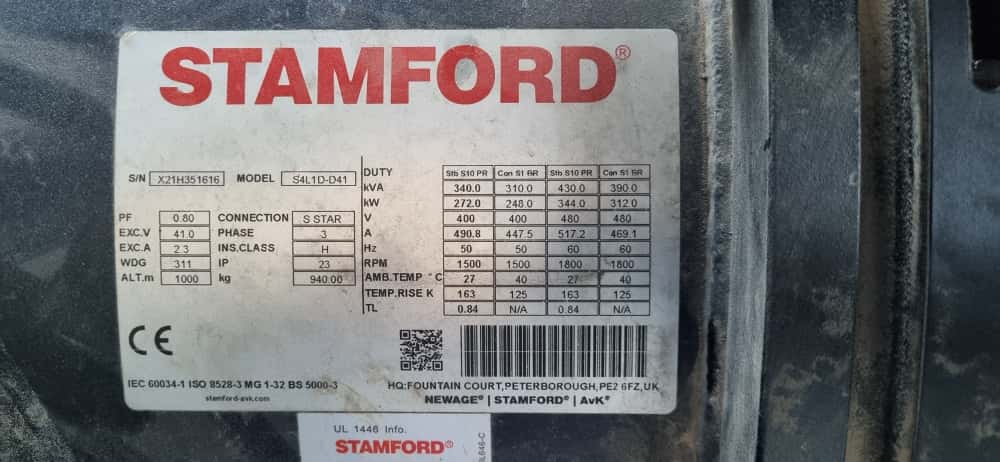 STAMFORD®
S/N X21H351616 MODEL S4L1D-D41
PF 0.80 CONNECTION S STAR
EXC.V 41.0 PHASE 3
EXC.A 2.3 INS.CLASS H
WDG 311 IP 23
ALT.m 1000 kg 940.00
DUTY Stb S10 PR Con S1 BR Stb S10 PR Con S1 BR
kVA 340.0 310.0 430.0 390.0
kW 272.0 248.0 344.0 312.0
V 400 400 480 480
A 490.8 447.5 517.2 469.1
Hz 50 50 60 60
RPM 1500 1500 1800 1800
AMB.TEMP °C 27 40 27 40
TEMP.RISE K 163 125 163 125
TL 0.84 N/A 0.84 N/A
CE
IEC 60034-1 ISO 8528-3 MG 1-32 BS 5000-3
stamford-avk.com
HQ:FOUNTAIN COURT,PETERBOROUGH,PE2 6FZ,UK
NEWAGE® | STAMFORD® | AvK®
UL 1446 Info.
STAMFORD®